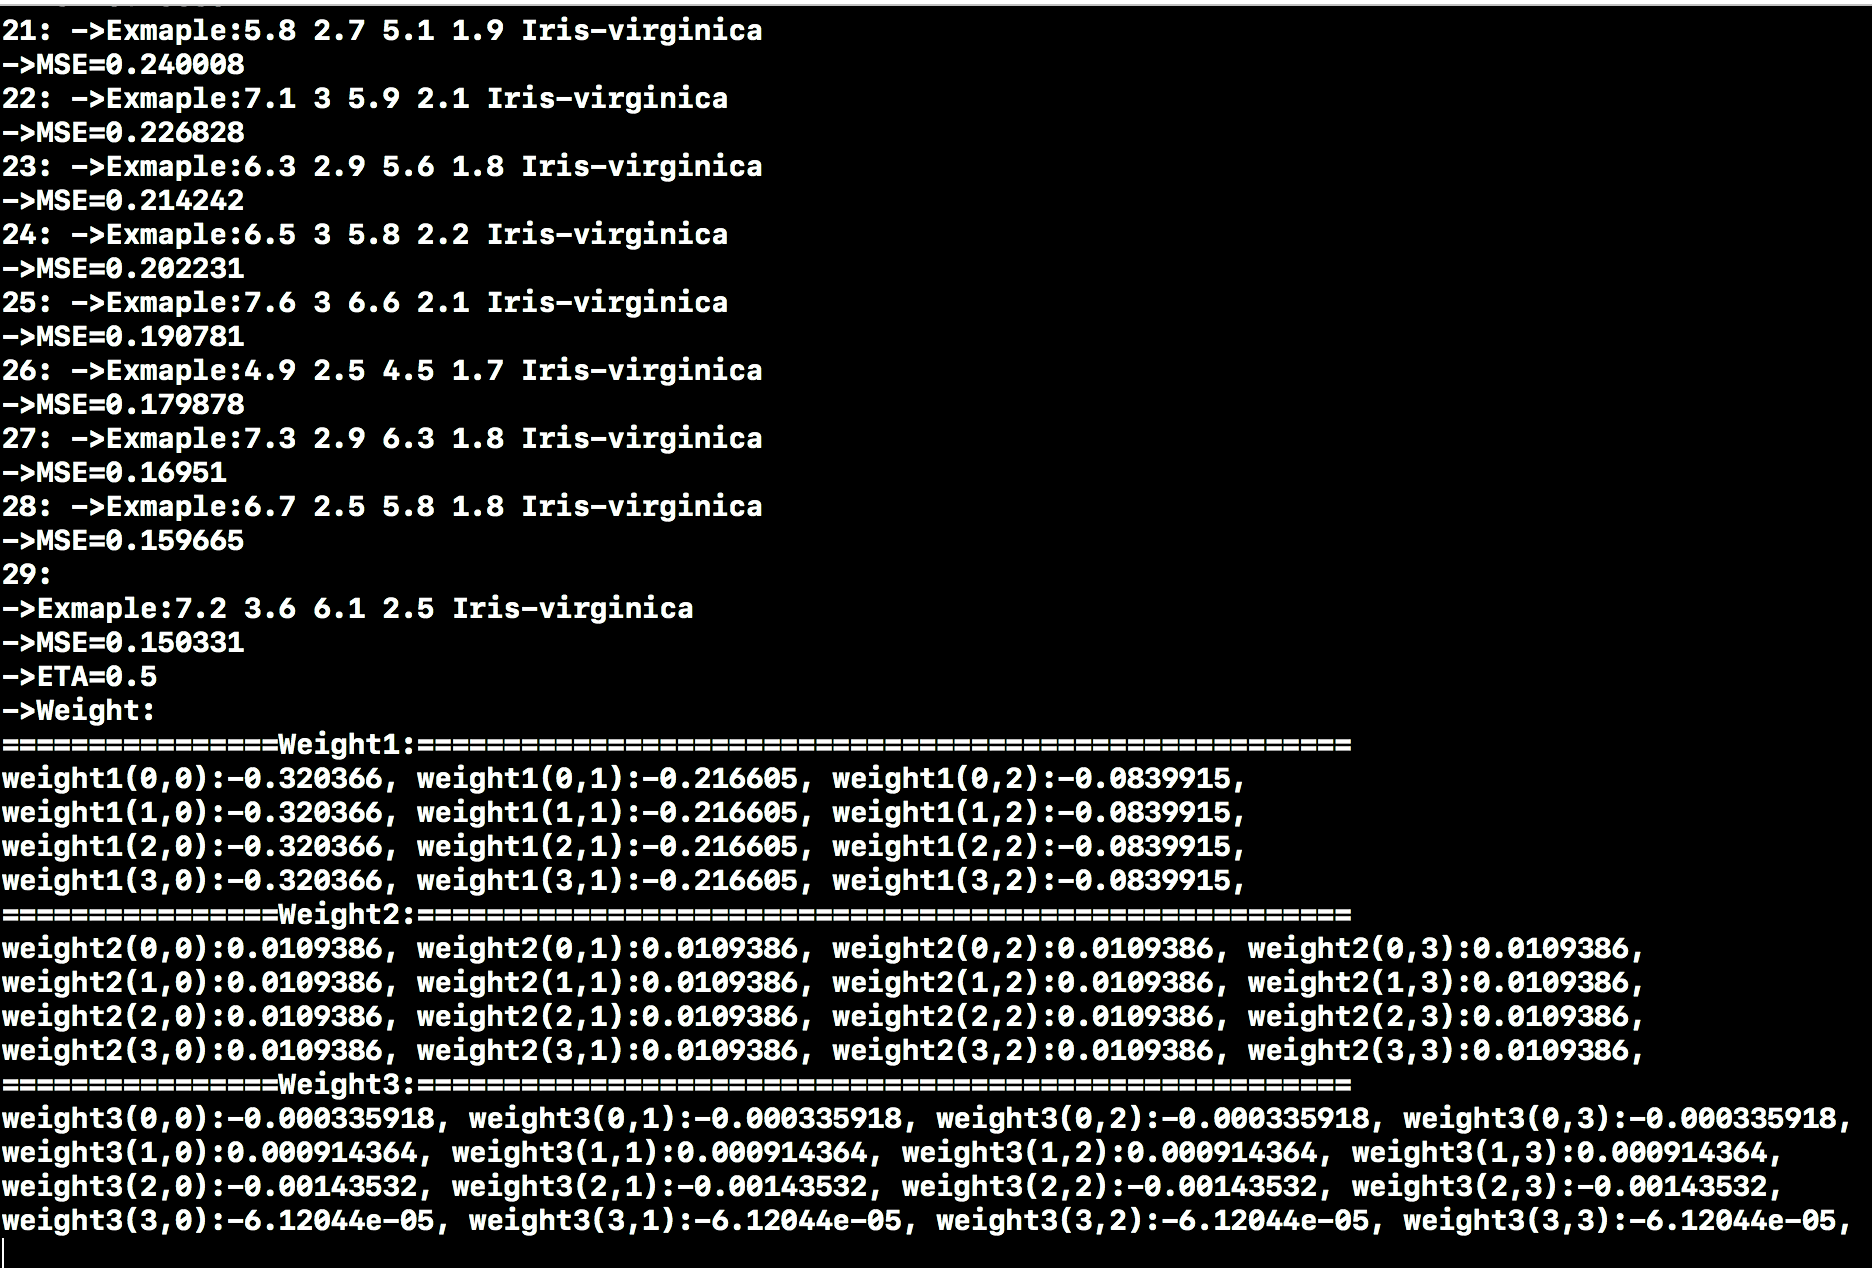 21: ->Exmaple:5.8 2.7 5.1 1.9 Iris-virginica
->MSE=0.240008
22: ->Exmaple:7.1 3 5.9 2.1 Iris-virginica
->MSE=0.226828
23: ->Exmaple:6.3 2.9 5.6 1.8 Iris-virginica
->MSE=0.214242
24: ->Exmaple:6.5 3 5.8 2.2 Iris-virginica
->MSE=0.202231
25: ->Exmaple:7.6 3 6.6 2.1 Iris-virginica
->MSE=0.190781
26: ->Exmaple:4.9 2.5 4.5 1.7 Iris-virginica
->MSE=0.179878
27: ->Exmaple:7.3 2.9 6.3 1.8 Iris-virginica
->MSE=0.16951
28: ->Exmaple:6.7 2.5 5.8 1.8 Iris-virginica
->MSE=0.159665
29:
->Exmaple:7.2 3.6 6.1 2.5 Iris-virginica
->MSE=0.150331
->ETA=0.5
->Weight:
================Weight1:======================================================
weight1(0,0):-0.320366, weight1(0,1):-0.216605, weight1(0,2):-0.0839915,
weight1(1,0):-0.320366, weight1(1,1):-0.216605, weight1(1,2):-0.0839915,
weight1(2,0):-0.320366, weight1(2,1):-0.216605, weight1(2,2):-0.0839915,
weight1(3,0):-0.320366, weight1(3,1):-0.216605, weight1(3,2):-0.0839915,
================Weight2:======================================================
weight2(0,0):0.0109386, weight2(0,1):0.0109386, weight2(0,2):0.0109386, weight2(0,3):0.0109386,
weight2(1,0):0.0109386, weight2(1,1):0.0109386, weight2(1,2):0.0109386, weight2(1,3):0.0109386,
weight2(2,0):0.0109386, weight2(2,1):0.0109386, weight2(2,2):0.0109386, weight2(2,3):0.0109386,
weight2(3,0):0.0109386, weight2(3,1):0.0109386, weight2(3,2):0.0109386, weight2(3,3):0.0109386,
================Weight3:======================================================
weight3(0,0):-0.000335918, weight3(0,1):-0.000335918, weight3(0,2):-0.000335918, weight3(0,3):-0.000335918,
weight3(1,0):0.000914364, weight3(1,1):0.000914364, weight3(1,2):0.000914364, weight3(1,3):0.000914364,
weight3(2,0):-0.00143532, weight3(2,1):-0.00143532, weight3(2,2):-0.00143532, weight3(2,3):-0.00143532,
weight3(3,0):-6.12044e-05, weight3(3,1):-6.12044e-05, weight3(3,2):-6.12044e-05, weight3(3,3):-6.12044e-05,